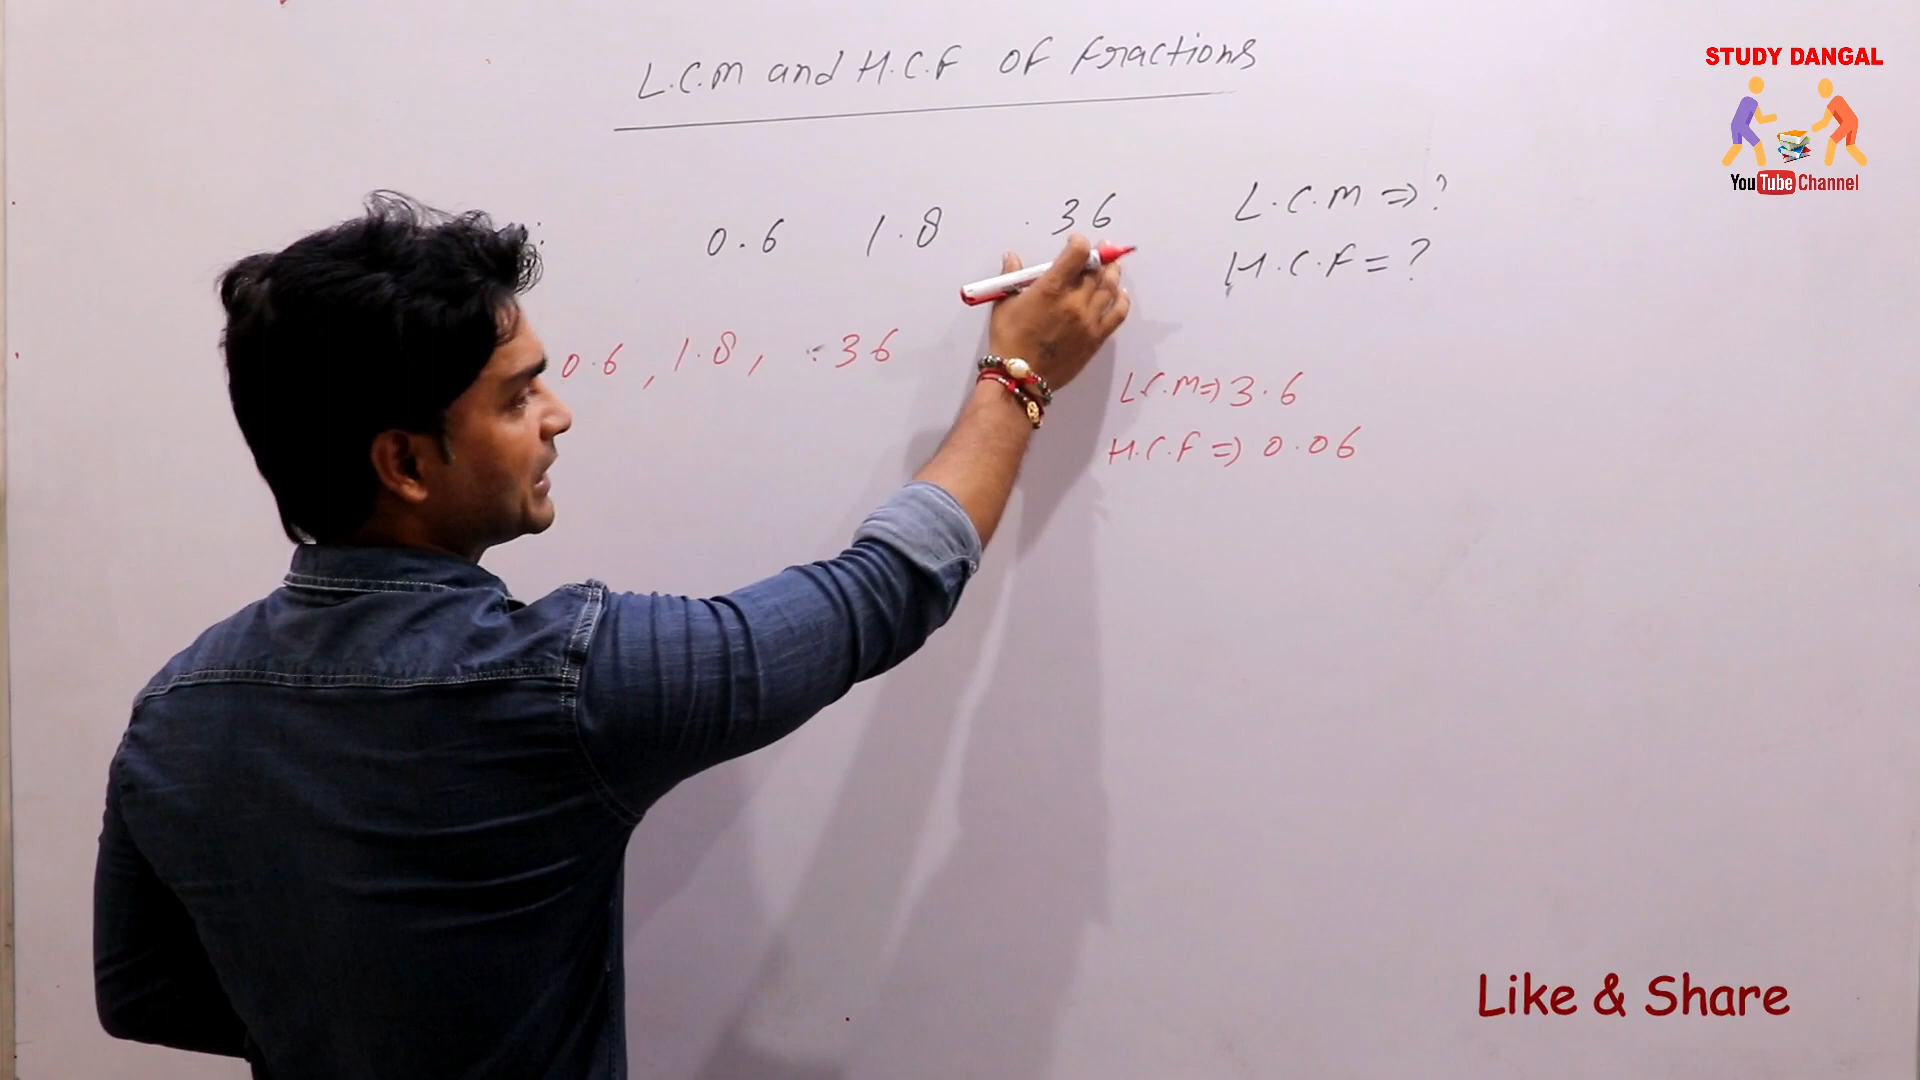 L.C.M and H.C.F OF fractions
STUDY DANGAL
YouTube Channel
0.6 1.8 .36 L.C.M => ?
H.C.F = ?
0.6 , 1.8 , .36
L.C.M => 3.6
H.C.F => 0.06
Like & Share